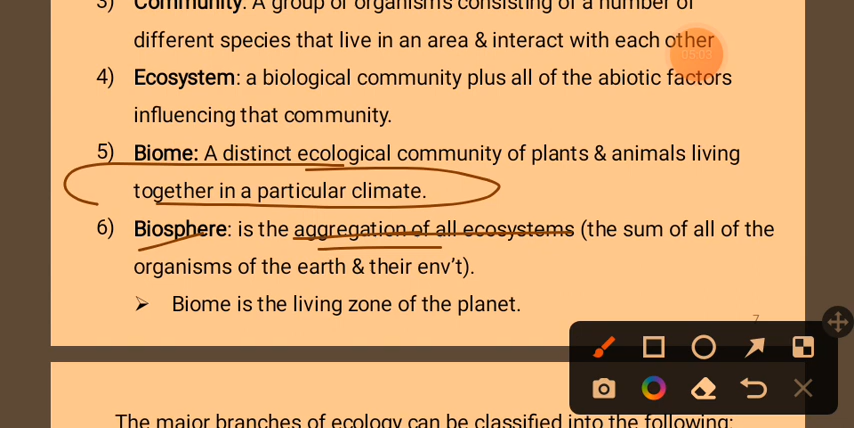 3) Community: A group of organisms consisting of a number of
different species that live in an area & interact with each other
4) Ecosystem: a biological community plus all of the abiotic factors
influencing that community.
5) Biome: A distinct ecological community of plants & animals living
together in a particular climate.
6) Biosphere: is the aggregation of all ecosystems (the sum of all of the
organisms of the earth & their env’t).
➢ Biome is the living zone of the planet.
7
The major branches of ecology can be classified into the following: